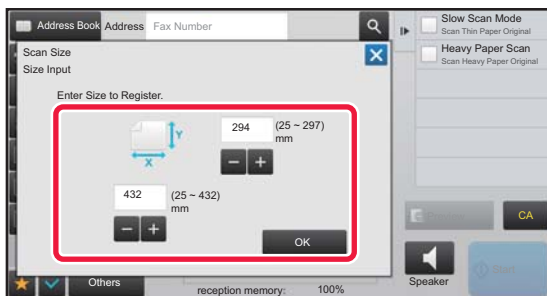 Address Book Address Fax Number
Slow Scan Mode
Scan Thin Paper Original
Heavy Paper Scan
Scan Heavy Paper Original
Scan Size
Size Input
Enter Size to Register.
Y
X
294 (25 ~ 297)
mm
432 (25 ~ 432)
mm
OK
CA
Start
Speaker
Others
reception memory: 100%